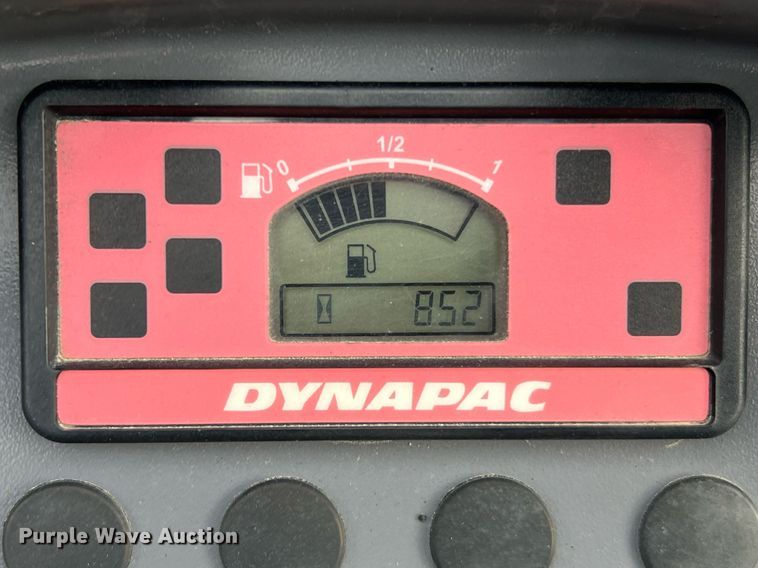 0 1/2 1
852
DYNAPAC
Purple Wave Auction